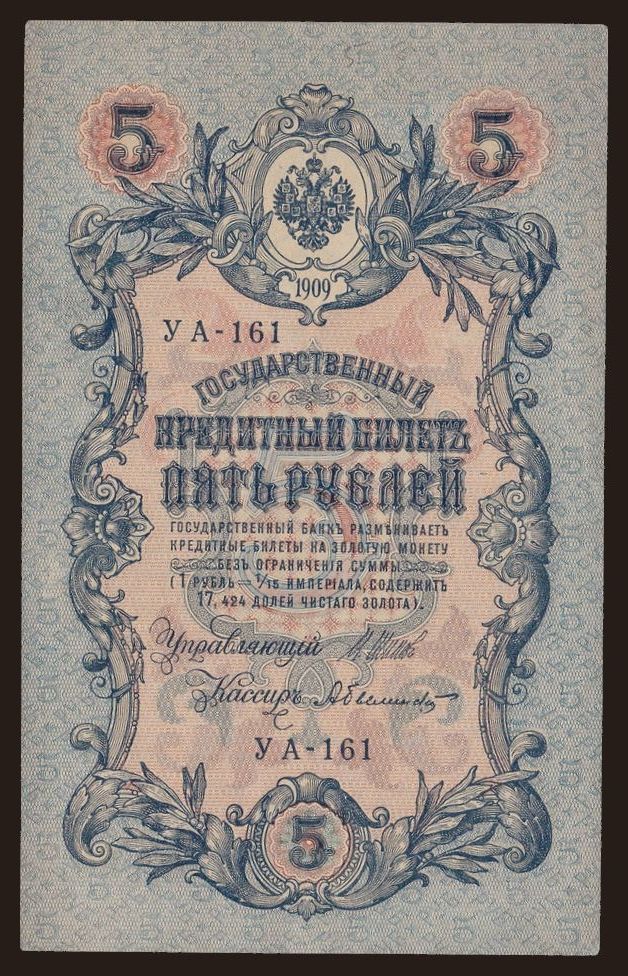 5 5
1909
УА-161
ГОСУДАРСТВЕННЫЙ
КРЕДИТНЫЙ БИЛЕТЪ
ПЯТЬ РУБЛЕЙ
ГОСУДАРСТВЕННЫЙ БАНКЪ РАЗМѢНИВАЕТЪ
КРЕДИТНЫЕ БИЛЕТЫ НА ЗОЛОТУЮ МОНЕТУ
БЕЗЪ ОГРАНИЧЕНІЯ СУММЫ
(1 РУБЛЬ = 1/15 ИМПЕРІАЛА, СОДЕРЖИТЪ
17,424 ДОЛЕЙ ЧИСТАГО ЗОЛОТА).
Управляющій
Кассиръ
УА-161
5